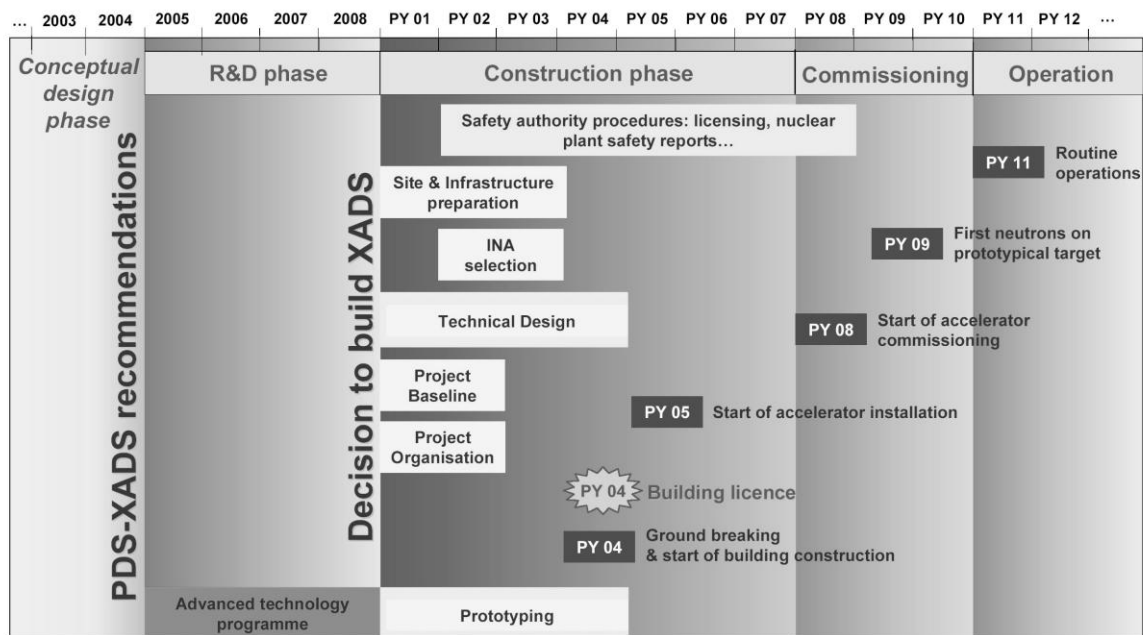 ... 2003 2004 2005 2006 2007 2008 PY 01 PY 02 PY 03 PY 04 PY 05 PY 06 PY 07 PY 08 PY 09 PY 10 PY 11 PY 12 ...
Conceptual
design
phase
R&D phase
Construction phase
Commissioning
Operation
PDS-XADS recommendations
Decision to build XADS
Safety authority procedures: licensing, nuclear
plant safety reports...
PY 11
Routine
operations
Site & Infrastructure
preparation
INA
selection
PY 09
First neutrons on
prototypical target
Technical Design
PY 08
Start of accelerator
commissioning
Project
Baseline
PY 05
Start of accelerator installation
Project
Organisation
PY 04
Building licence
PY 04
Ground breaking
& start of building construction
Advanced technology
programme
Prototyping